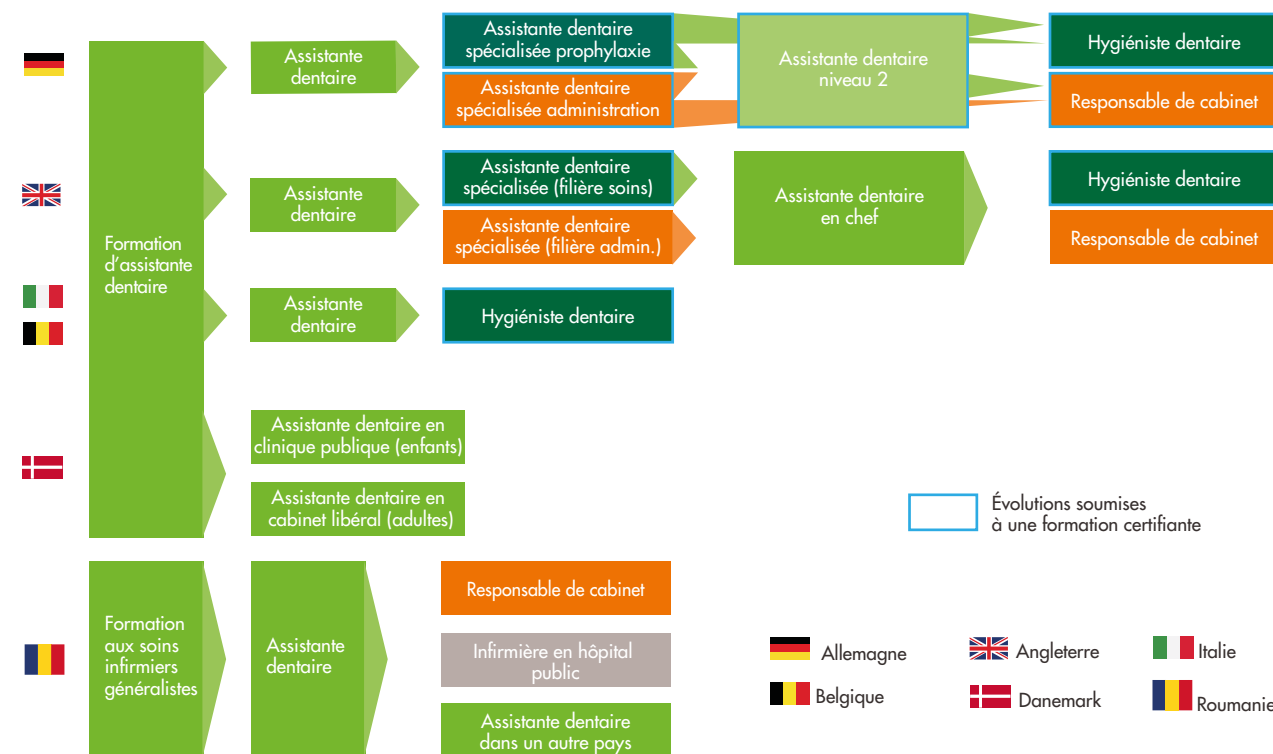 Formation
d'assistante
dentaire
Assistante
dentaire
Assistante dentaire
spécialisée prophylaxie
Assistante dentaire
spécialisée administration
Assistante dentaire
niveau 2
Hygiéniste dentaire
Responsable de cabinet
Assistante
dentaire
Assistante dentaire
spécialisée (filière soins)
Assistante dentaire
spécialisée (filière admin.)
Assistante dentaire
en chef
Hygiéniste dentaire
Responsable de cabinet
Assistante
dentaire
Hygiéniste dentaire
Assistante dentaire en
clinique publique (enfants)
Assistante dentaire en
cabinet libéral (adultes)
Évolutions soumises
à une formation certifiante
Formation
aux soins
infirmiers
généralistes
Assistante
dentaire
Responsable de cabinet
Infirmière en hôpital
public
Assistante dentaire
dans un autre pays
Allemagne
Angleterre
Italie
Belgique
Danemark
Roumanie